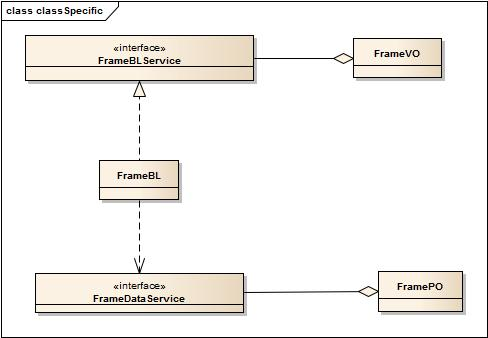 class classSpecific
«interface»
FrameBLService
FrameVO
FrameBL
«interface»
FrameDataService
FramePO